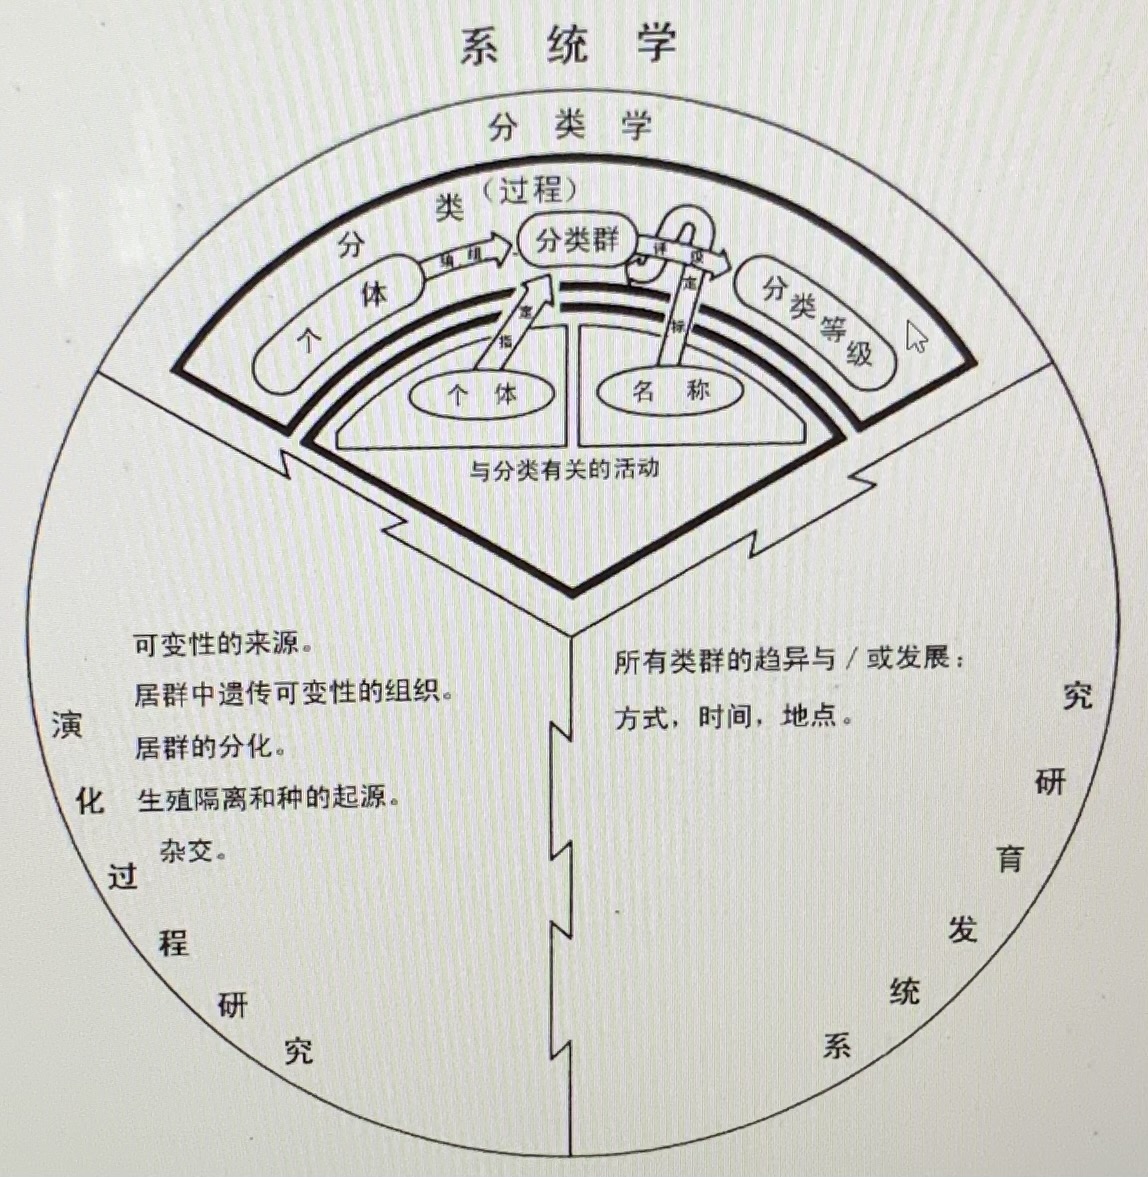 系统学
分类学
分类（过程）
个体
编组
分类群
评级
分类等级
指定
标定
个体
名称
与分类有关的活动
可变性的来源。
居群中遗传可变性的组织。
居群的分化。
生殖隔离和种的起源。
杂交。
演化过程研究
所有类群的趋异与/或发展：
方式，时间，地点。
系统发育研究